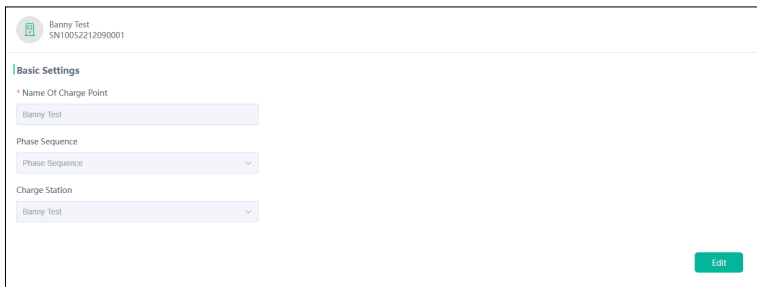 Banny Test
SN10052212090001
Basic Settings
* Name Of Charge Point
Banny Test
Phase Sequence
Phase Sequence
Charge Station
Banny Test
Edit